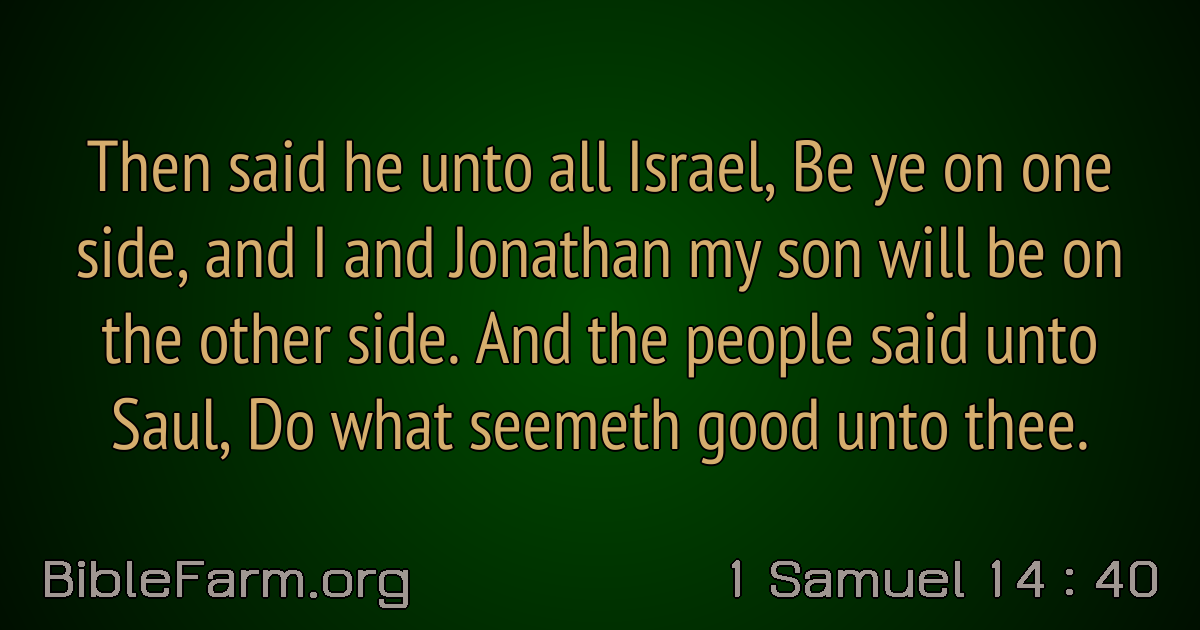 Then said he unto all Israel, Be ye on one
side, and I and Jonathan my son will be on
the other side. And the people said unto
Saul, Do what seemeth good unto thee.
BibleFarm.org
1 Samuel 14 : 40